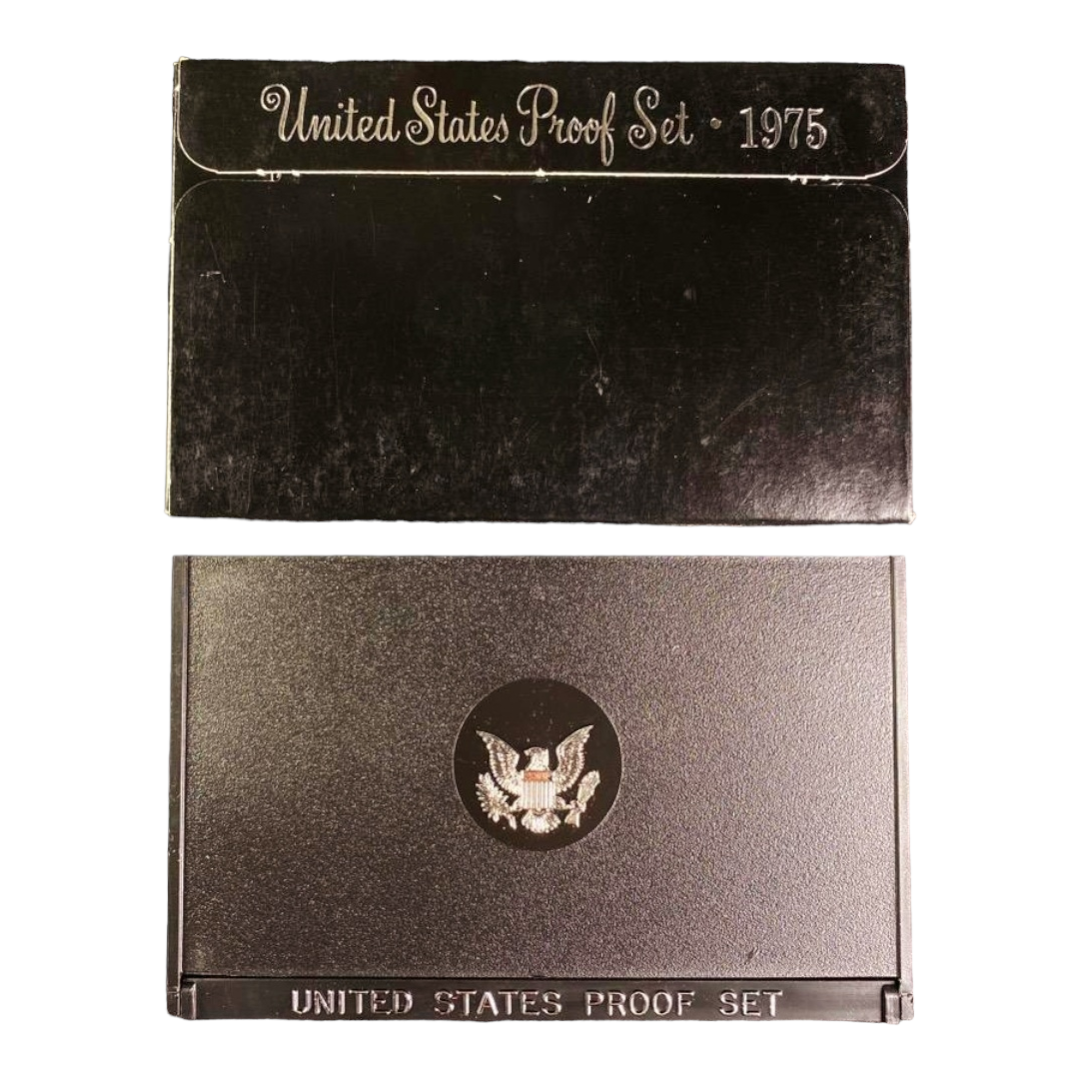 United States Proof Set · 1975
UNITED STATES PROOF SET